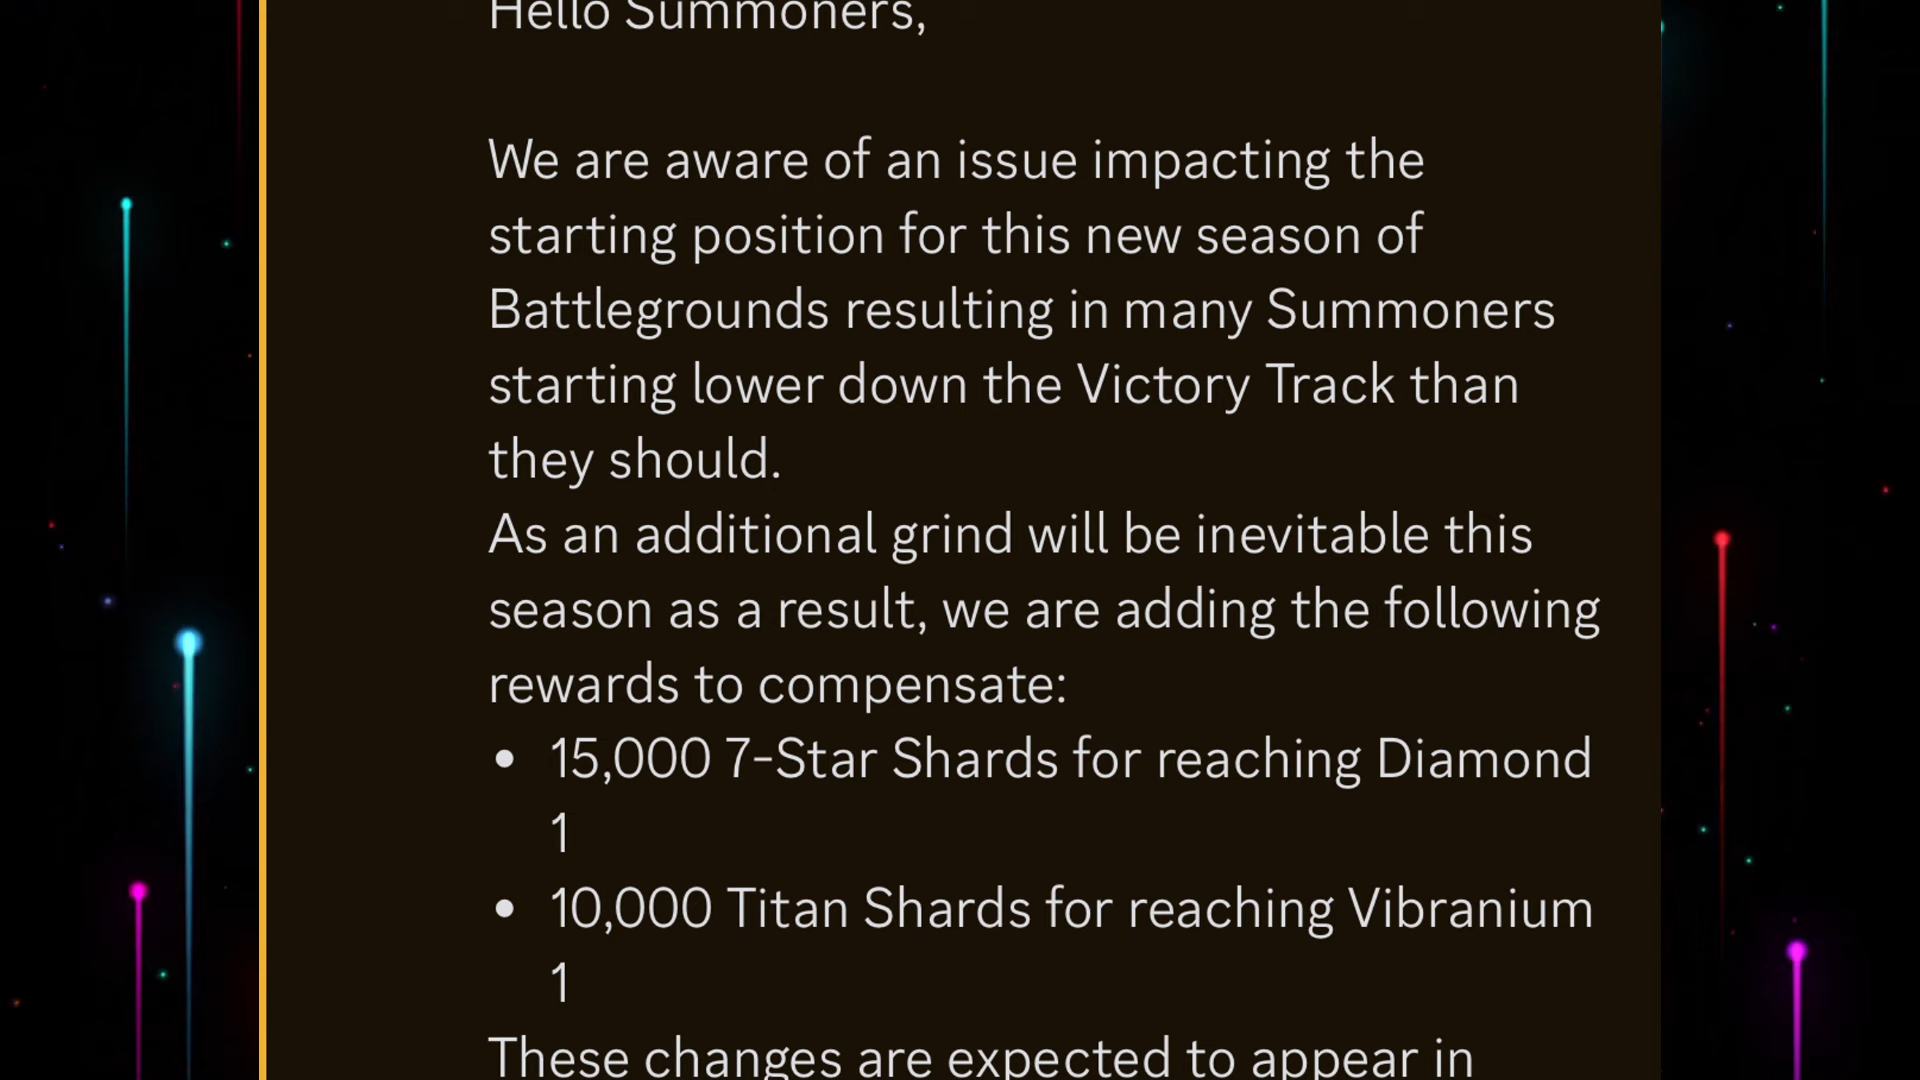 Hello Summoners,
We are aware of an issue impacting the
starting position for this new season of
Battlegrounds resulting in many Summoners
starting lower down the Victory Track than
they should.
As an additional grind will be inevitable this
season as a result, we are adding the following
rewards to compensate:
• 15,000 7-Star Shards for reaching Diamond
1
• 10,000 Titan Shards for reaching Vibranium
1
These changes are expected to appear in